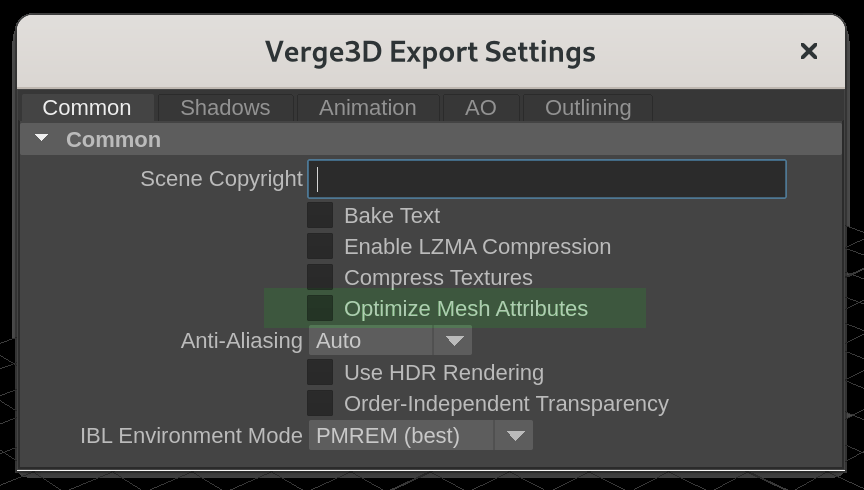 Verge3D Export Settings
Common Shadows Animation AO Outlining
Common
Scene Copyright
Bake Text
Enable LZMA Compression
Compress Textures
Optimize Mesh Attributes
Anti-Aliasing Auto
Use HDR Rendering
Order-Independent Transparency
IBL Environment Mode PMREM (best)